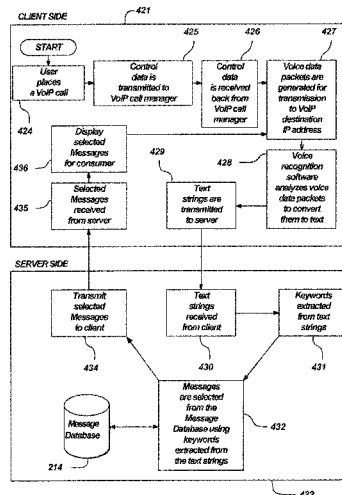 421
CLIENT SIDE
START
425
426
427
User
places
a VoIP call
424
Control
data is
transmitted to
VoIP call manager
Control
data
is received
back from
VoIP call
manager
Voice data
packets are
generated for
transmission
to VoIP
destination
IP address
Display
selected
Messages
for consumer
436
429
428
Voice
recognition
software
analyzes voice
data packets
to convert
them to text
435
Selected
Messages
received
from server
Text
strings are
transmitted
to server
SERVER SIDE
Transmit
selected
Messages
to client
434
Text
strings
received
from client
430
Keywords
extracted
from text
strings
431
Message
Database
214
Messages
are selected
from the
Message
Database using
keywords
extracted from
the text strings
432